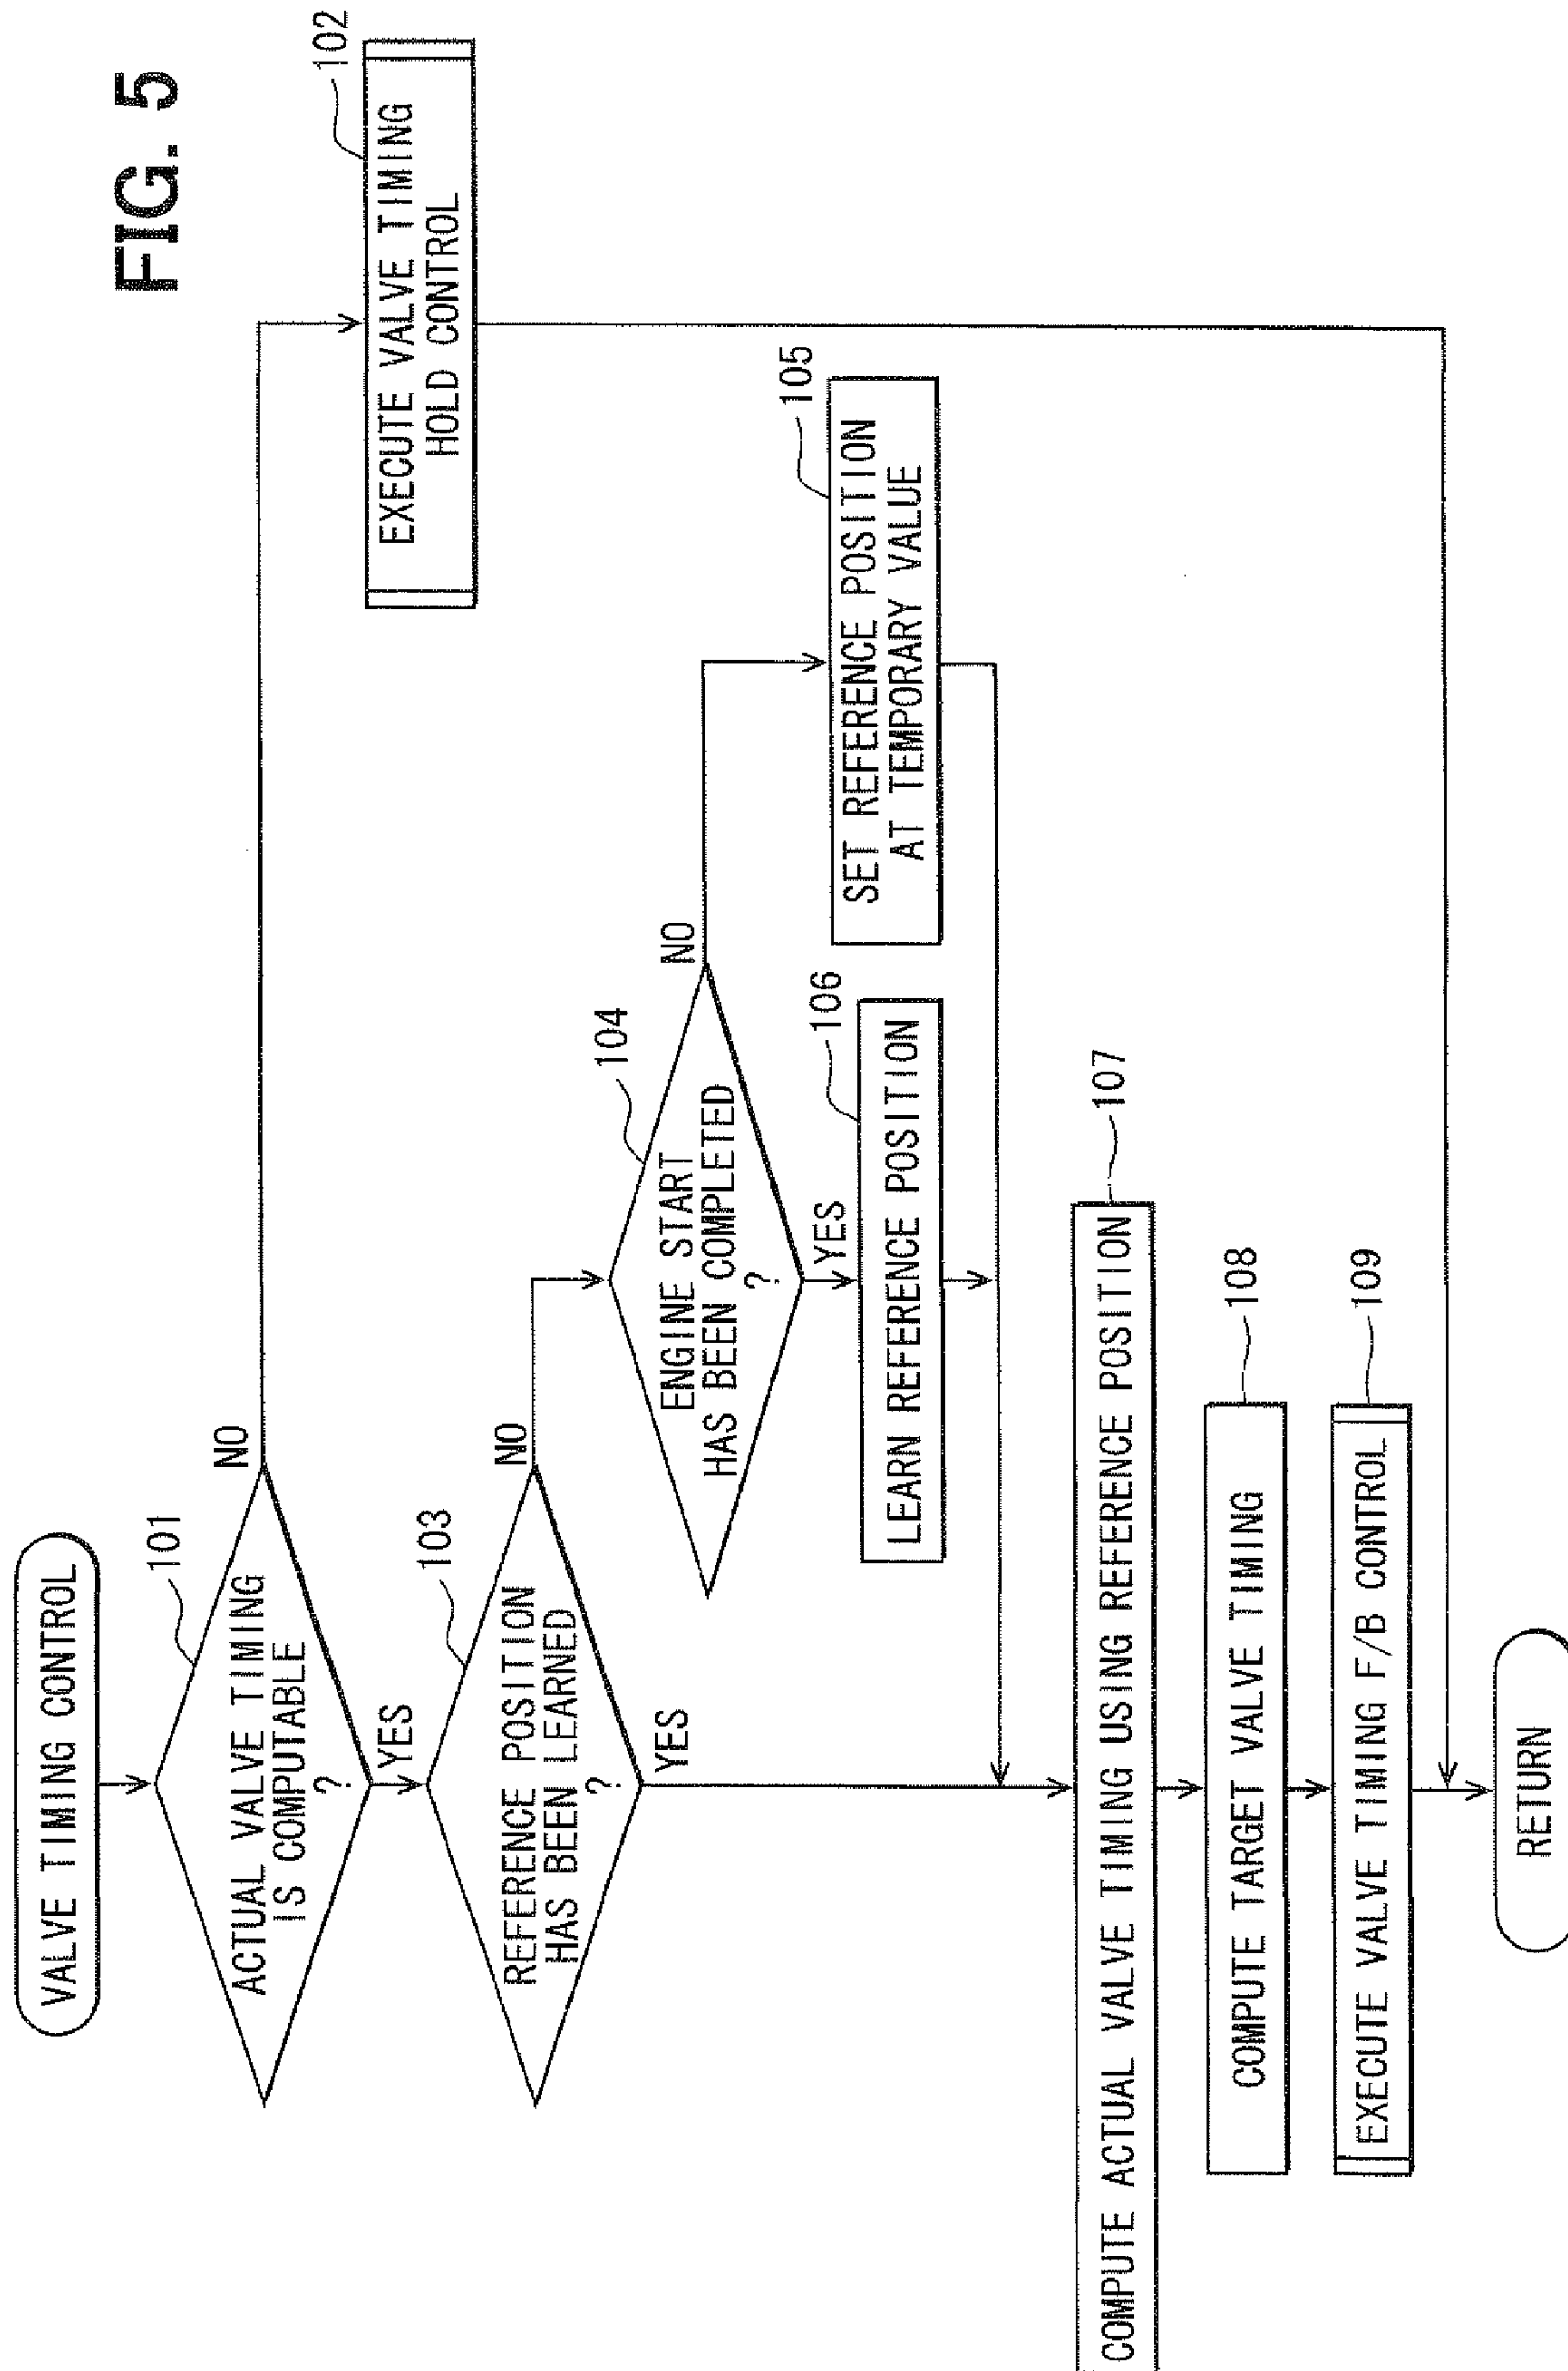 FIG. 5
VALVE TIMING CONTROL
101
ACTUAL VALVE TIMING
IS COMPUTABLE
?
NO
YES
102
EXECUTE VALVE TIMING
HOLD CONTROL
103
REFERENCE POSITION
HAS BEEN LEARNED
?
NO
YES
104
ENGINE START
HAS BEEN COMPLETED
?
NO
YES
105
SET REFERENCE POSITION
AT TEMPORARY VALUE
106
LEARN REFERENCE POSITION
107
COMPUTE ACTUAL VALVE TIMING USING REFERENCE POSITION
108
COMPUTE TARGET VALVE TIMING
109
EXECUTE VALVE TIMING F/B CONTROL
RETURN